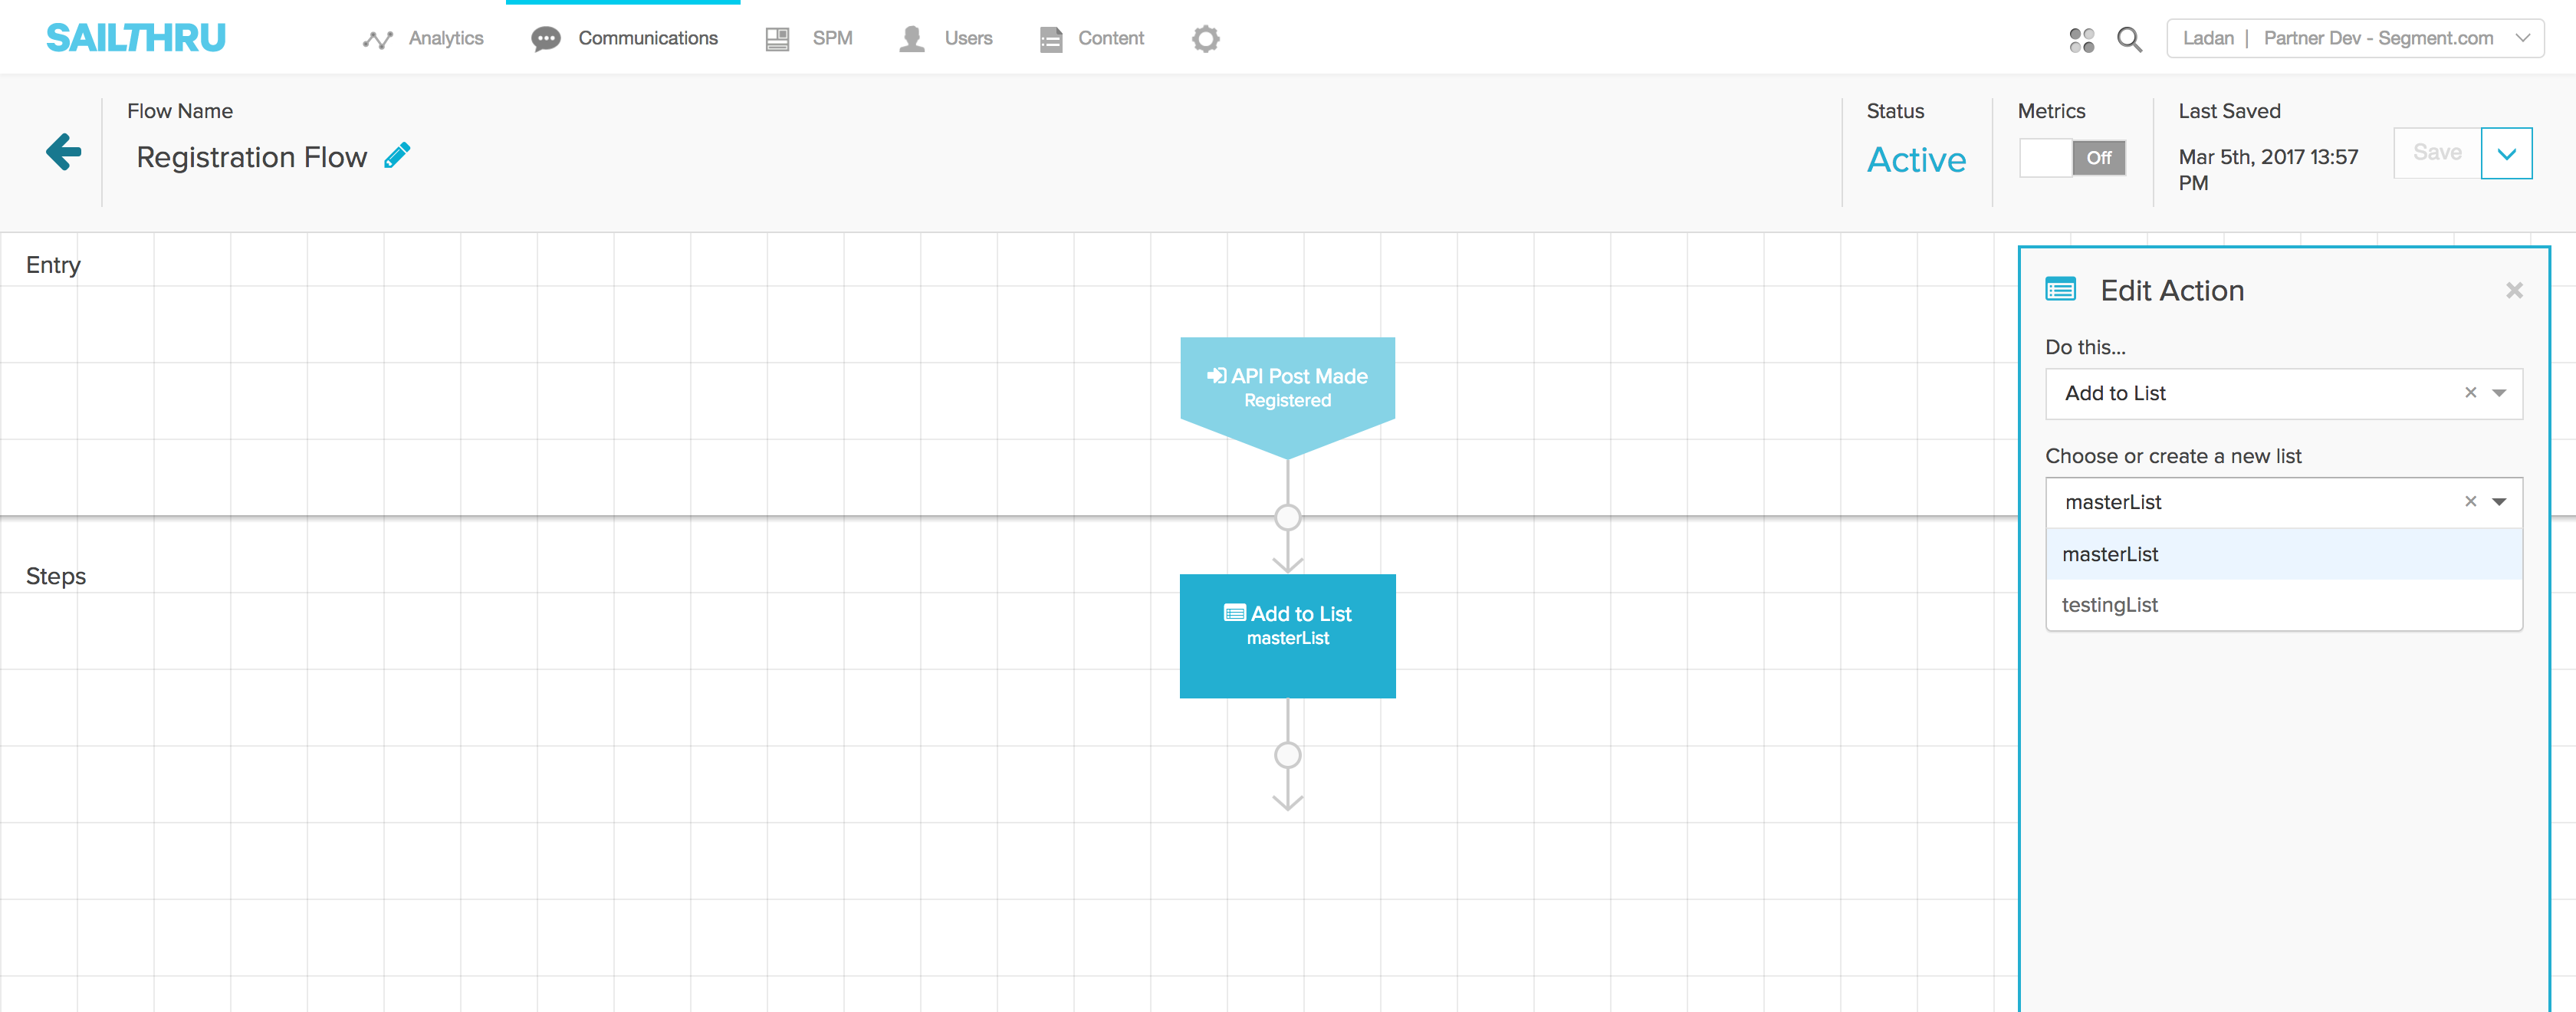 SAILTHRU
Analytics
Communications
SPM
Users
Content
Ladan | Partner Dev - Segment.com
Flow Name
Registration Flow
Status
Active
Metrics
Off
Last Saved
Mar 5th, 2017 13:57
PM
Save
Entry
API Post Made
Registered
Steps
Add to List
masterList
Edit Action
×
Do this...
Add to List ×
Choose or create a new list
masterList ×
masterList
testingList